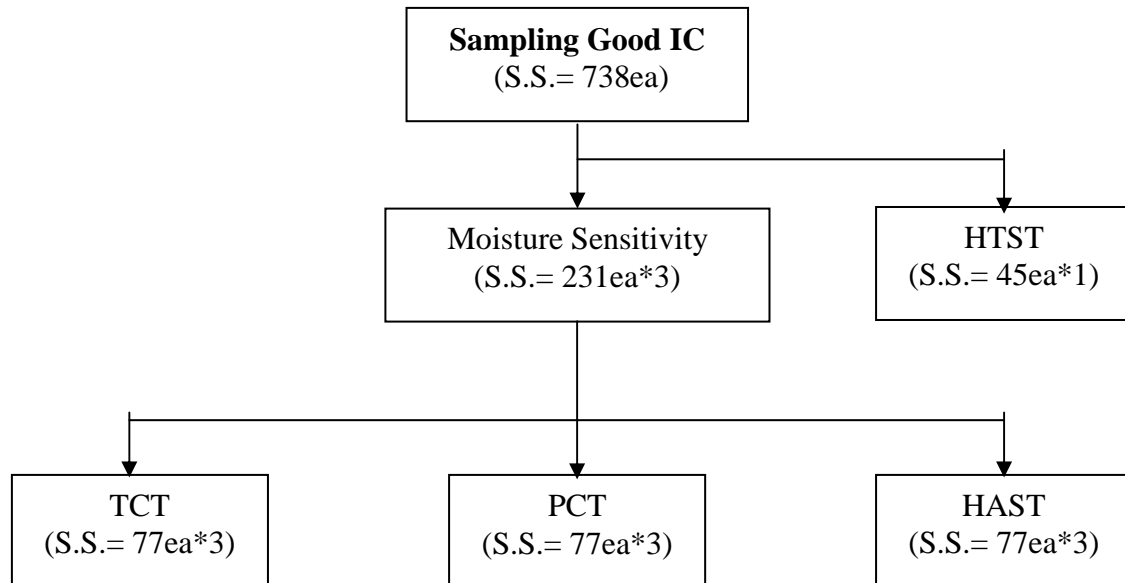 Sampling Good IC
(S.S.= 738ea)
Moisture Sensitivity
(S.S.= 231ea*3)
HTST
(S.S.= 45ea*1)
TCT
(S.S.= 77ea*3)
PCT
(S.S.= 77ea*3)
HAST
(S.S.= 77ea*3)